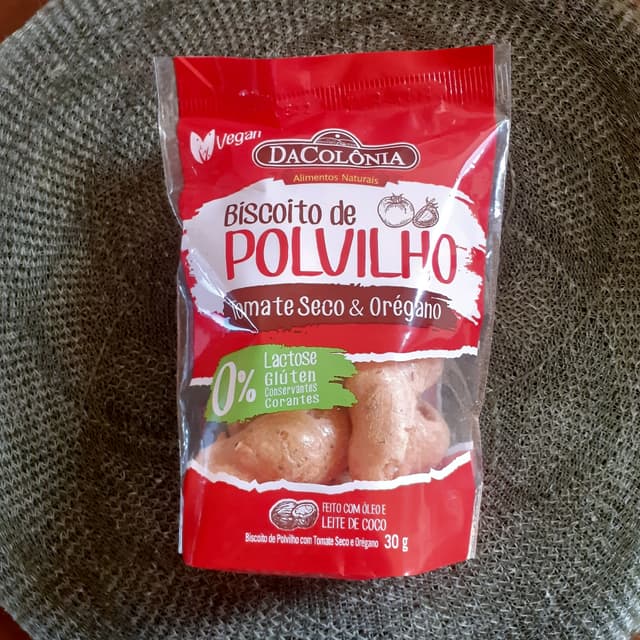 Vegan
DACOLÔNIA
Alimentos Naturais
BISCOITO DE
POLVILHO
Tomate Seco & Orégano
0%
Lactose
Glúten
Conservantes
Corantes
FEITO COM ÓLEO E
LEITE DE COCO
Biscoito de Polvilho com Tomate Seco e Orégano 30 g